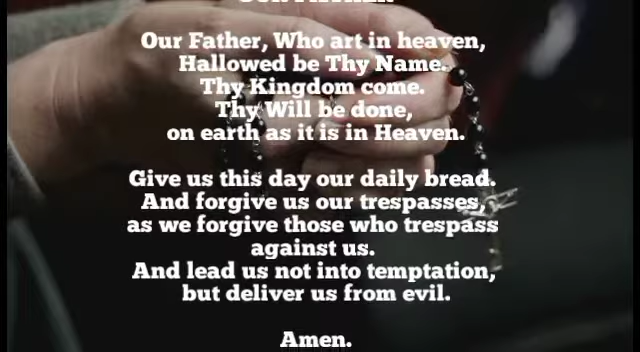 Our Father, Who art in heaven,
Hallowed be Thy Name.
Thy Kingdom come.
Thy Will be done,
on earth as it is in Heaven.
Give us this day our daily bread.
And forgive us our trespasses,
as we forgive those who trespass
against us.
And lead us not into temptation,
but deliver us from evil.
Amen.